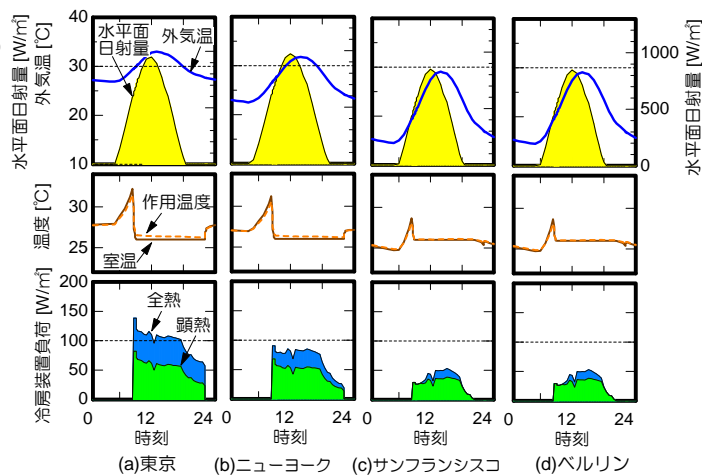 水平面日射量 [W/㎡]
外気温 [℃]
40
30
20
10
水平面
日射量
外気温
1000
500
0
水平面日射量 [W/㎡]
温度 [℃]
30
25
作用温度
室温
冷房装置負荷 [W/㎡]
200
150
100
50
0
全熱
顕熱
0 12 24
0 12 24
0 12 24
0 12 24
時刻
時刻
時刻
時刻
(a)東京
(b)ニューヨーク
(c)サンフランシスコ
(d)ベルリン